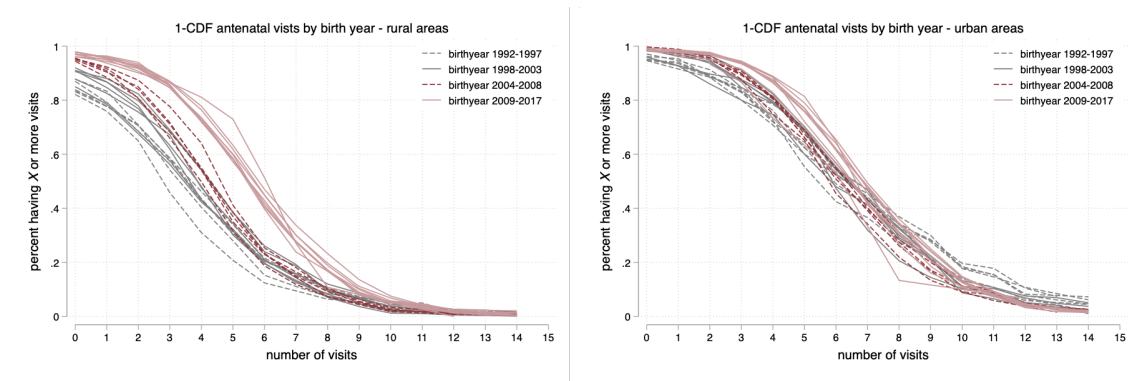 1-CDF antenatal vists by birth year - rural areas
percent having X or more visits
1
.8
.6
.4
.2
0
birthyear 1992-1997
birthyear 1998-2003
birthyear 2004-2008
birthyear 2009-2017
0 1 2 3 4 5 6 7 8 9 10 11 12 13 14 15
number of visits
1-CDF antenatal vists by birth year - urban areas
percent having X or more visits
1
.8
.6
.4
.2
0
birthyear 1992-1997
birthyear 1998-2003
birthyear 2004-2008
birthyear 2009-2017
0 1 2 3 4 5 6 7 8 9 10 11 12 13 14 15
number of visits